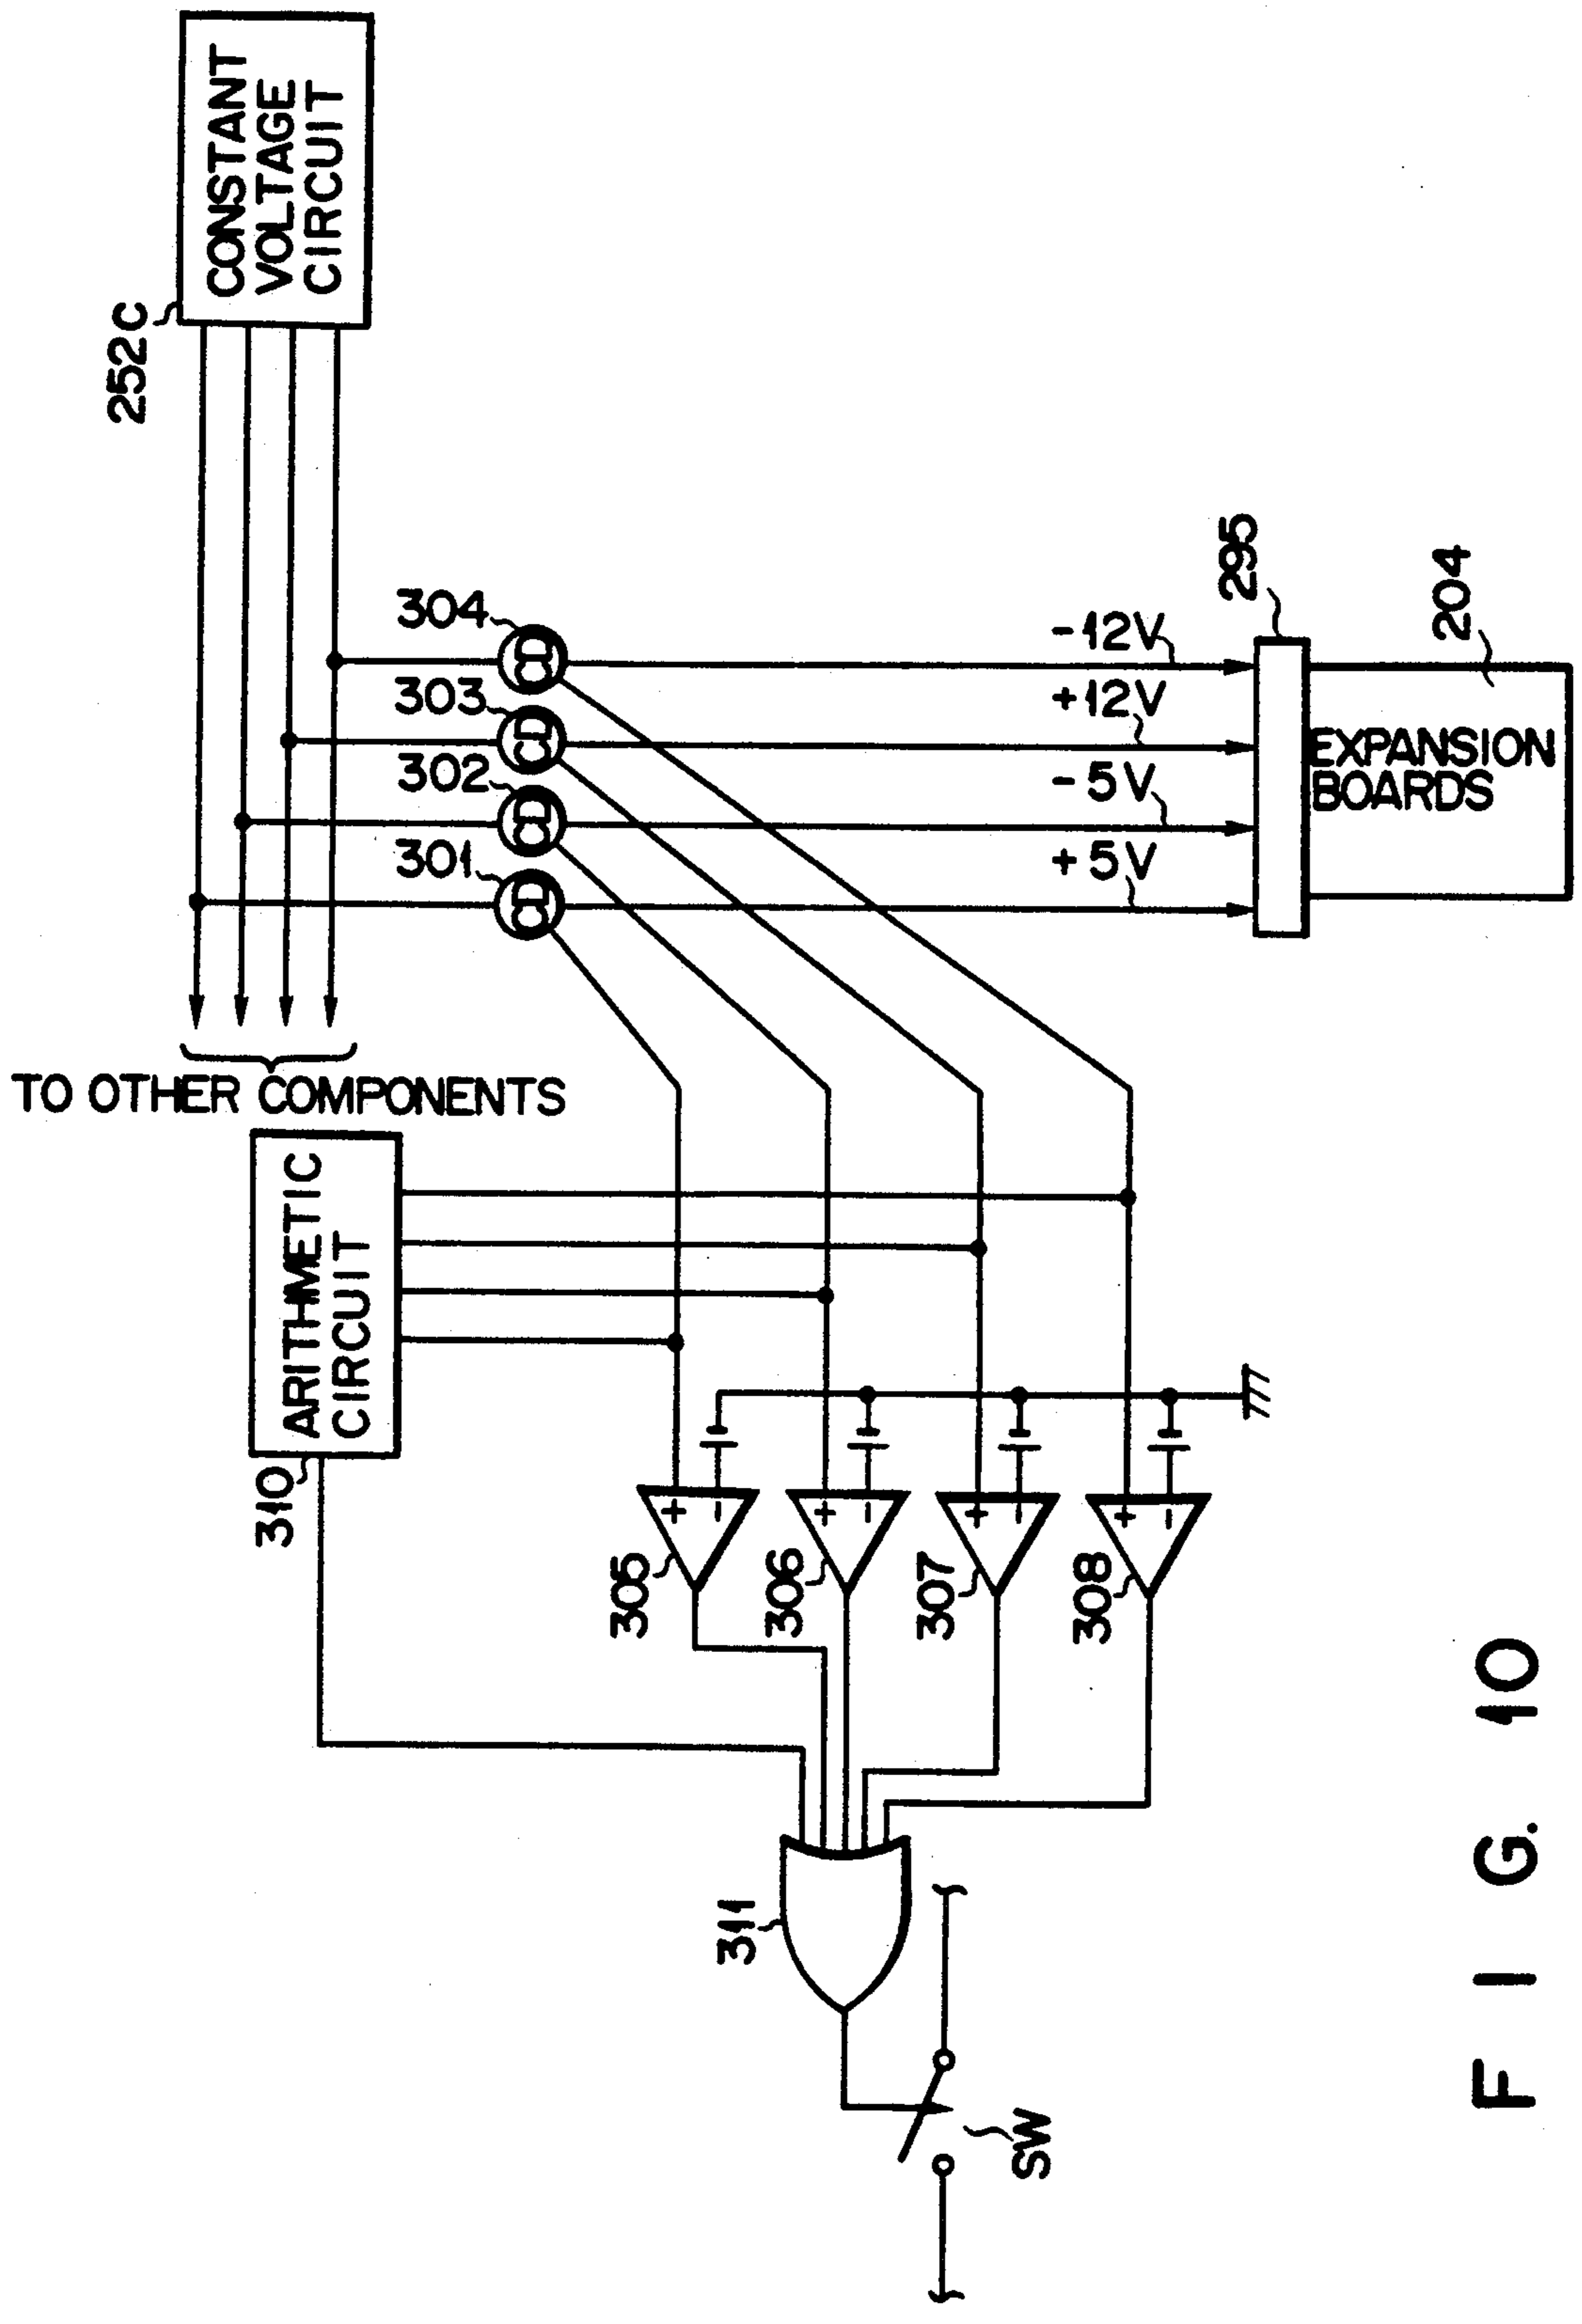 252C
CONSTANT
VOLTAGE
CIRCUIT
304
303
302
301
-12V
+12V
-5V
+5V
295
204
EXPANSION
BOARDS
TO OTHER COMPONENTS
ARITHMETIC
CIRCUIT
310
+
-
+
-
+
-
+
-
305
306
307
308
311
SW
FIG. 10